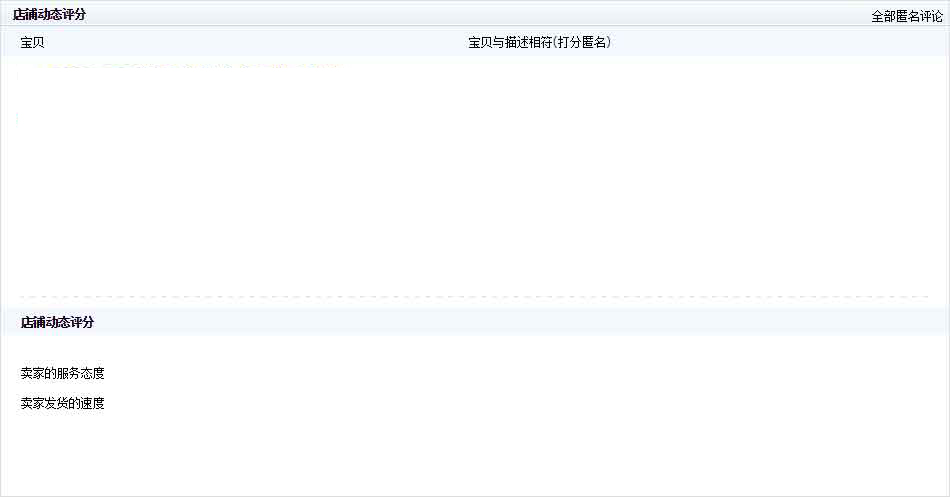 店铺动态评分 全部匿名评论
宝贝 宝贝与描述相符(打分匿名)
店铺动态评分
卖家的服务态度
卖家发货的速度